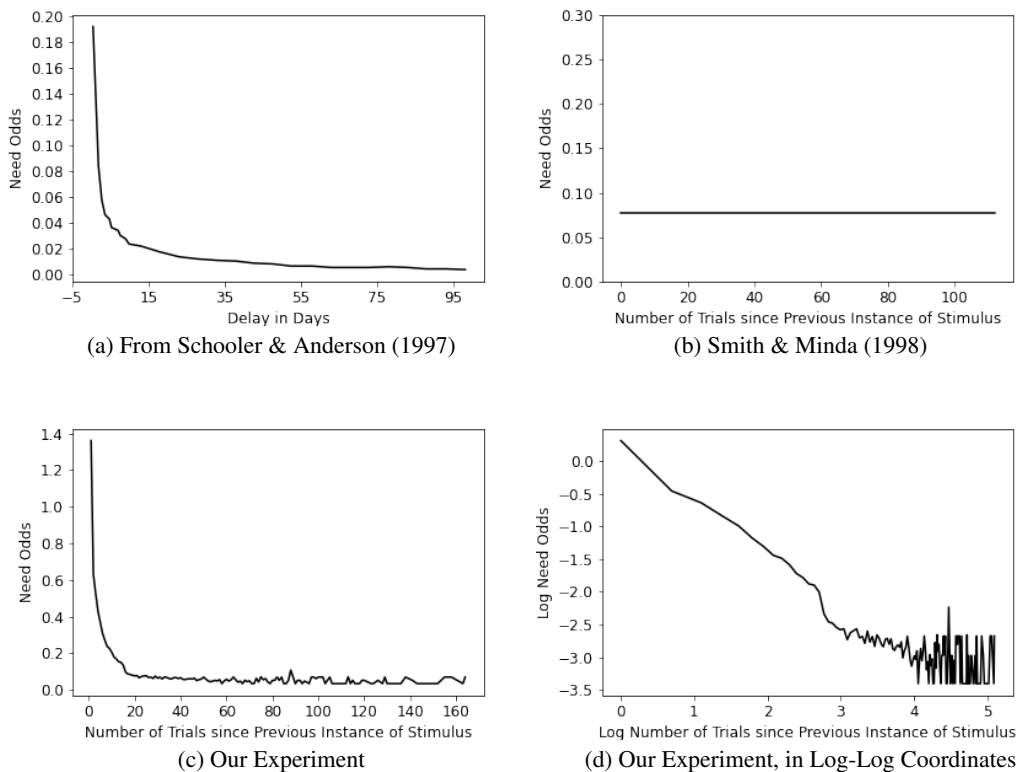 0.20
0.18
0.16
0.14
0.12
0.10
0.08
0.06
0.04
0.02
0.00
Need Odds
−5 15 35 55 75 95
Delay in Days
(a) From Schooler & Anderson (1997)
0.30
0.25
0.20
0.15
0.10
0.05
0.00
Need Odds
0 20 40 60 80 100
Number of Trials since Previous Instance of Stimulus
(b) Smith & Minda (1998)
1.4
1.2
1.0
0.8
0.6
0.4
0.2
0.0
Need Odds
0 20 40 60 80 100 120 140 160
Number of Trials since Previous Instance of Stimulus
(c) Our Experiment
0.0
−0.5
−1.0
−1.5
−2.0
−2.5
−3.0
−3.5
Log Need Odds
0 1 2 3 4 5
Log Number of Trials since Previous Instance of Stimulus
(d) Our Experiment, in Log-Log Coordinates